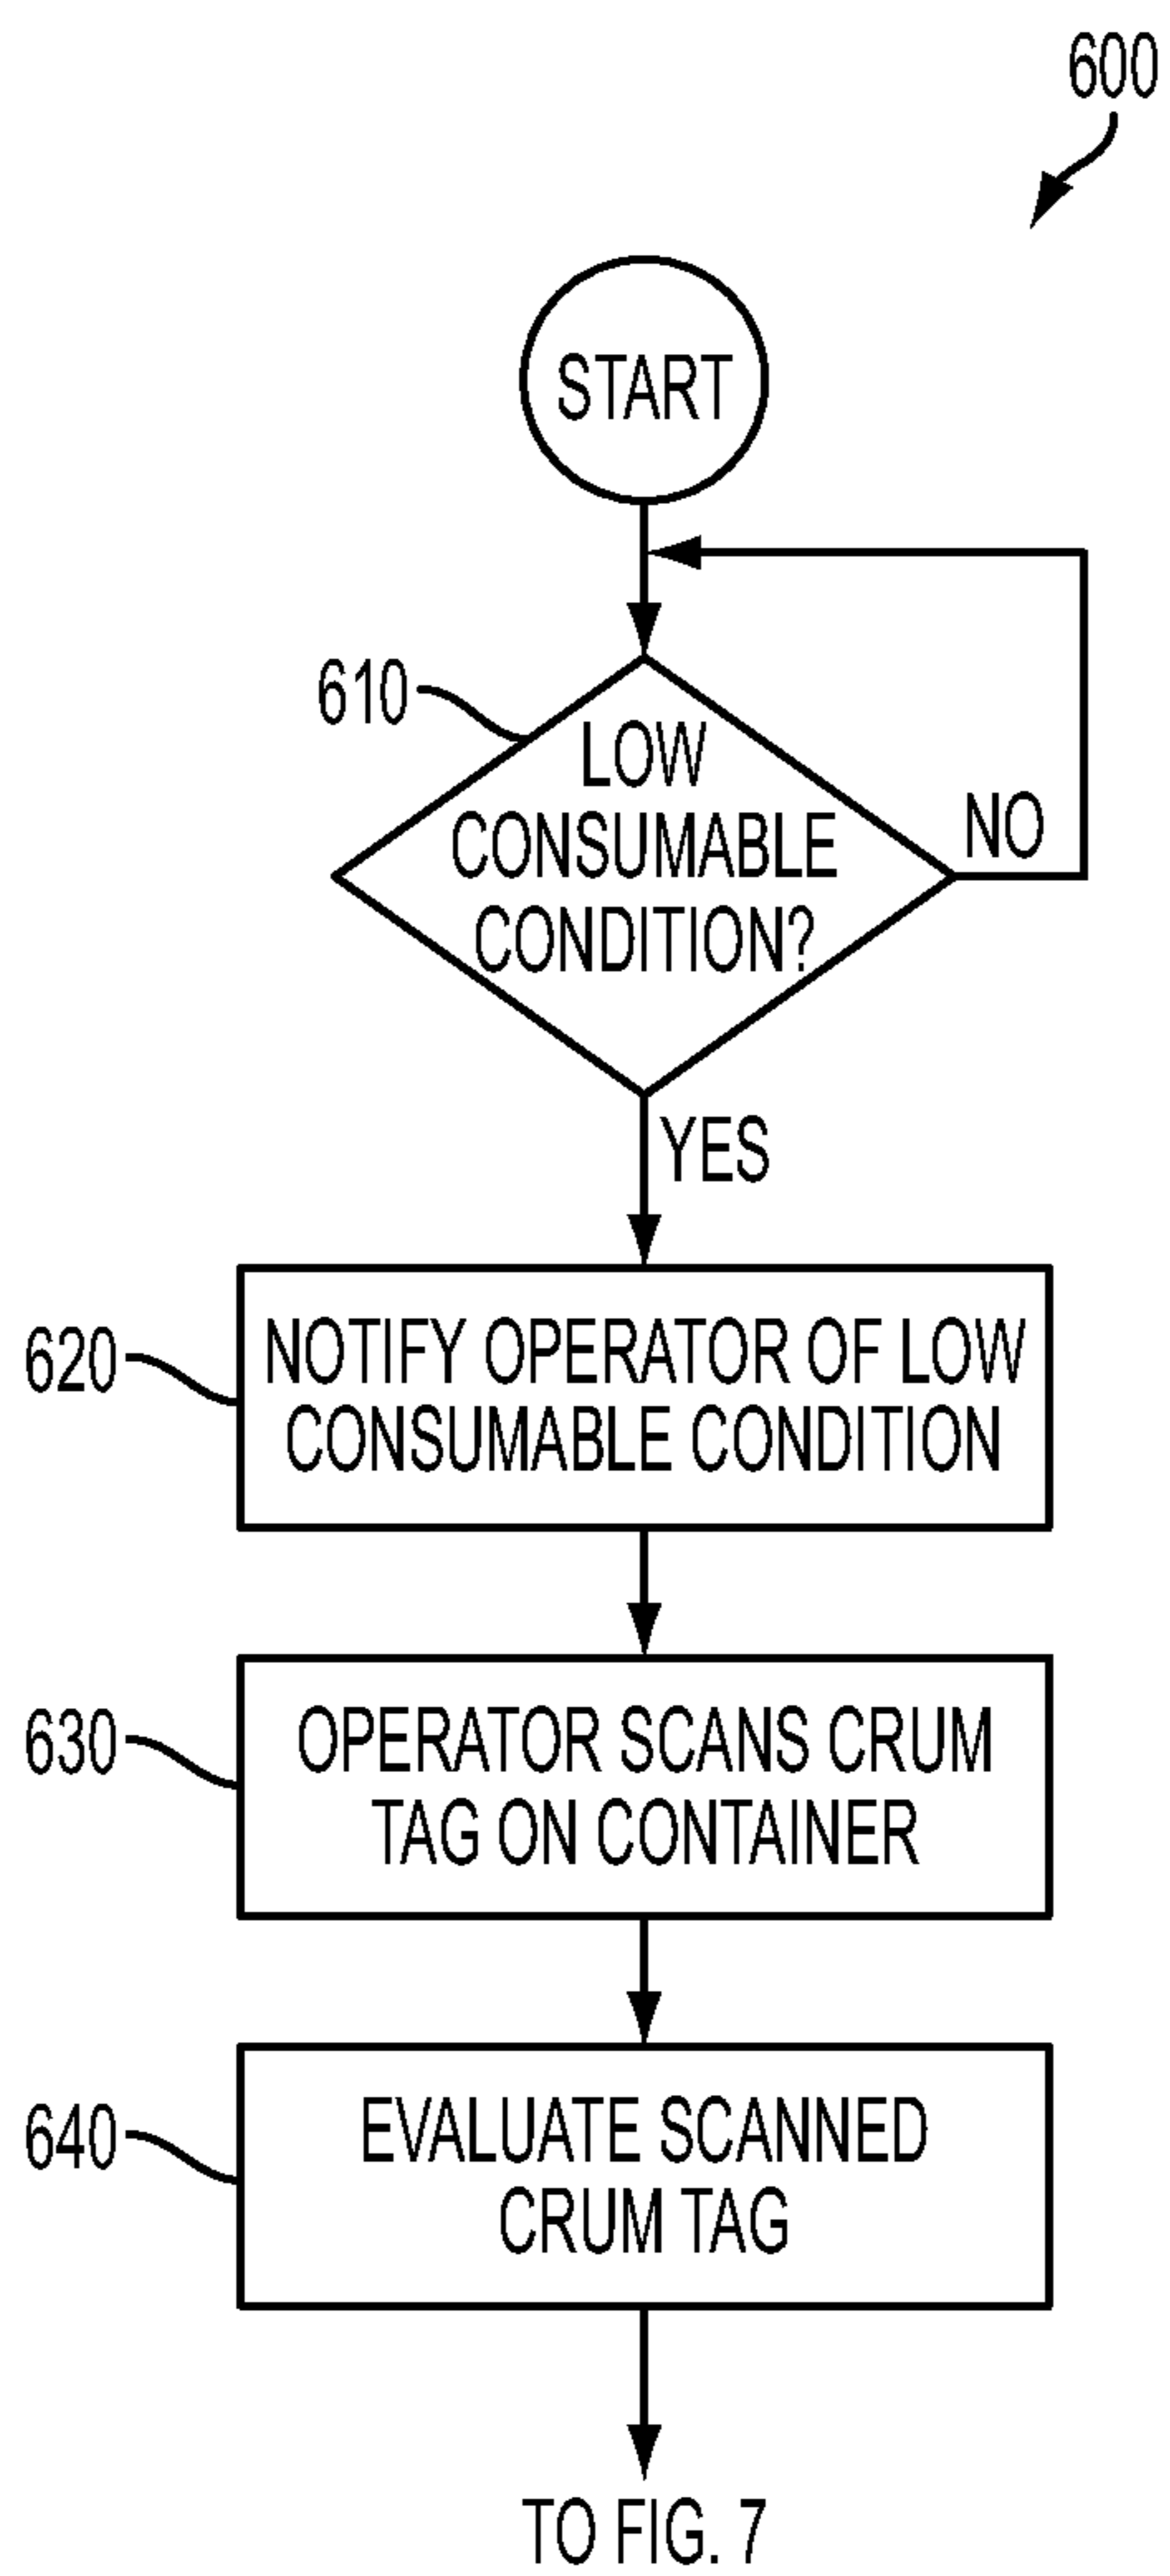 600
START
610
LOW
CONSUMABLE
CONDITION?
NO
YES
620
NOTIFY OPERATOR OF LOW
CONSUMABLE CONDITION
630
OPERATOR SCANS CRUM
TAG ON CONTAINER
640
EVALUATE SCANNED
CRUM TAG
TO FIG. 7